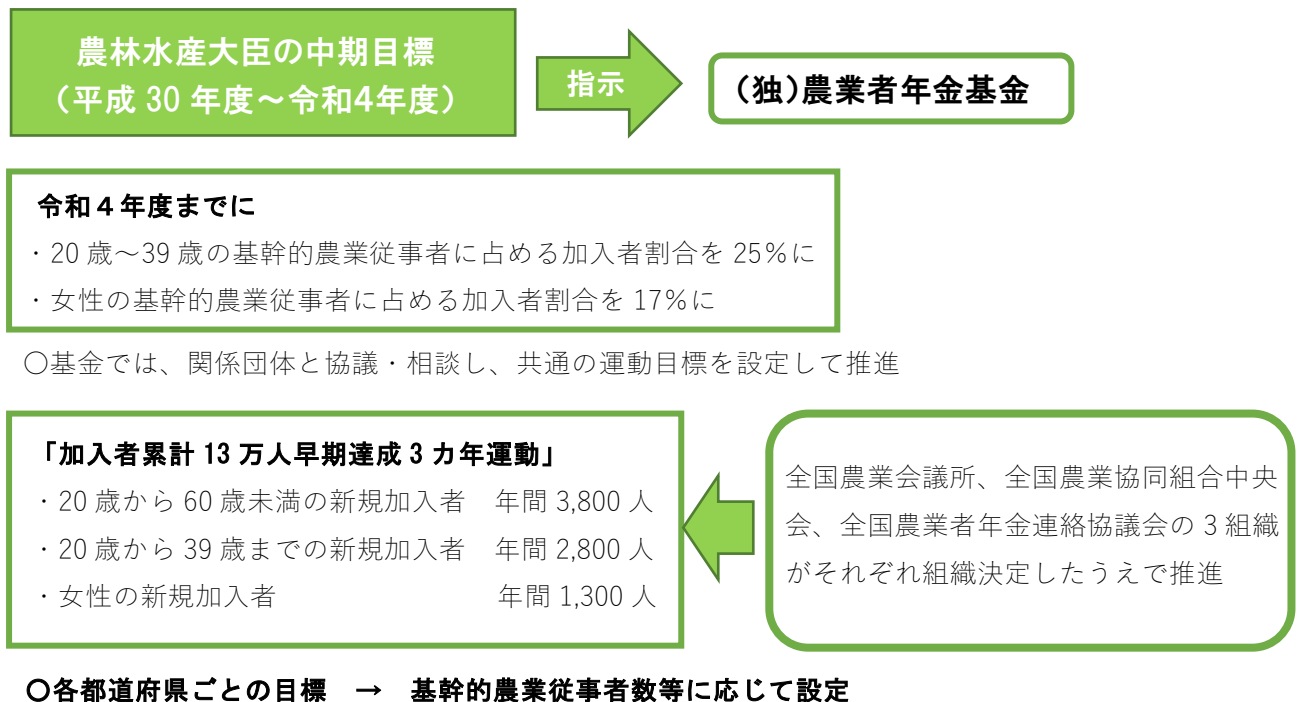 農林水産大臣の中期目標
（平成 30 年度～令和4年度）
指示
（独）農業者年金基金
令和４年度までに
・20 歳～39 歳の基幹的農業従事者に占める加入者割合を 25％に
・女性の基幹的農業従事者に占める加入者割合を 17％に
〇基金では、関係団体と協議・相談し、共通の運動目標を設定して推進
「加入者累計 13 万人早期達成 3 カ年運動」
・20 歳から 60 歳未満の新規加入者　年間 3,800 人
・20 歳から 39 歳までの新規加入者　年間 2,800 人
・女性の新規加入者　年間 1,300 人
全国農業会議所、全国農業協同組合中央
会、全国農業者年金連絡協議会の 3 組織
がそれぞれ組織決定したうえで推進
〇各都道府県ごとの目標　→　基幹的農業従事者数等に応じて設定